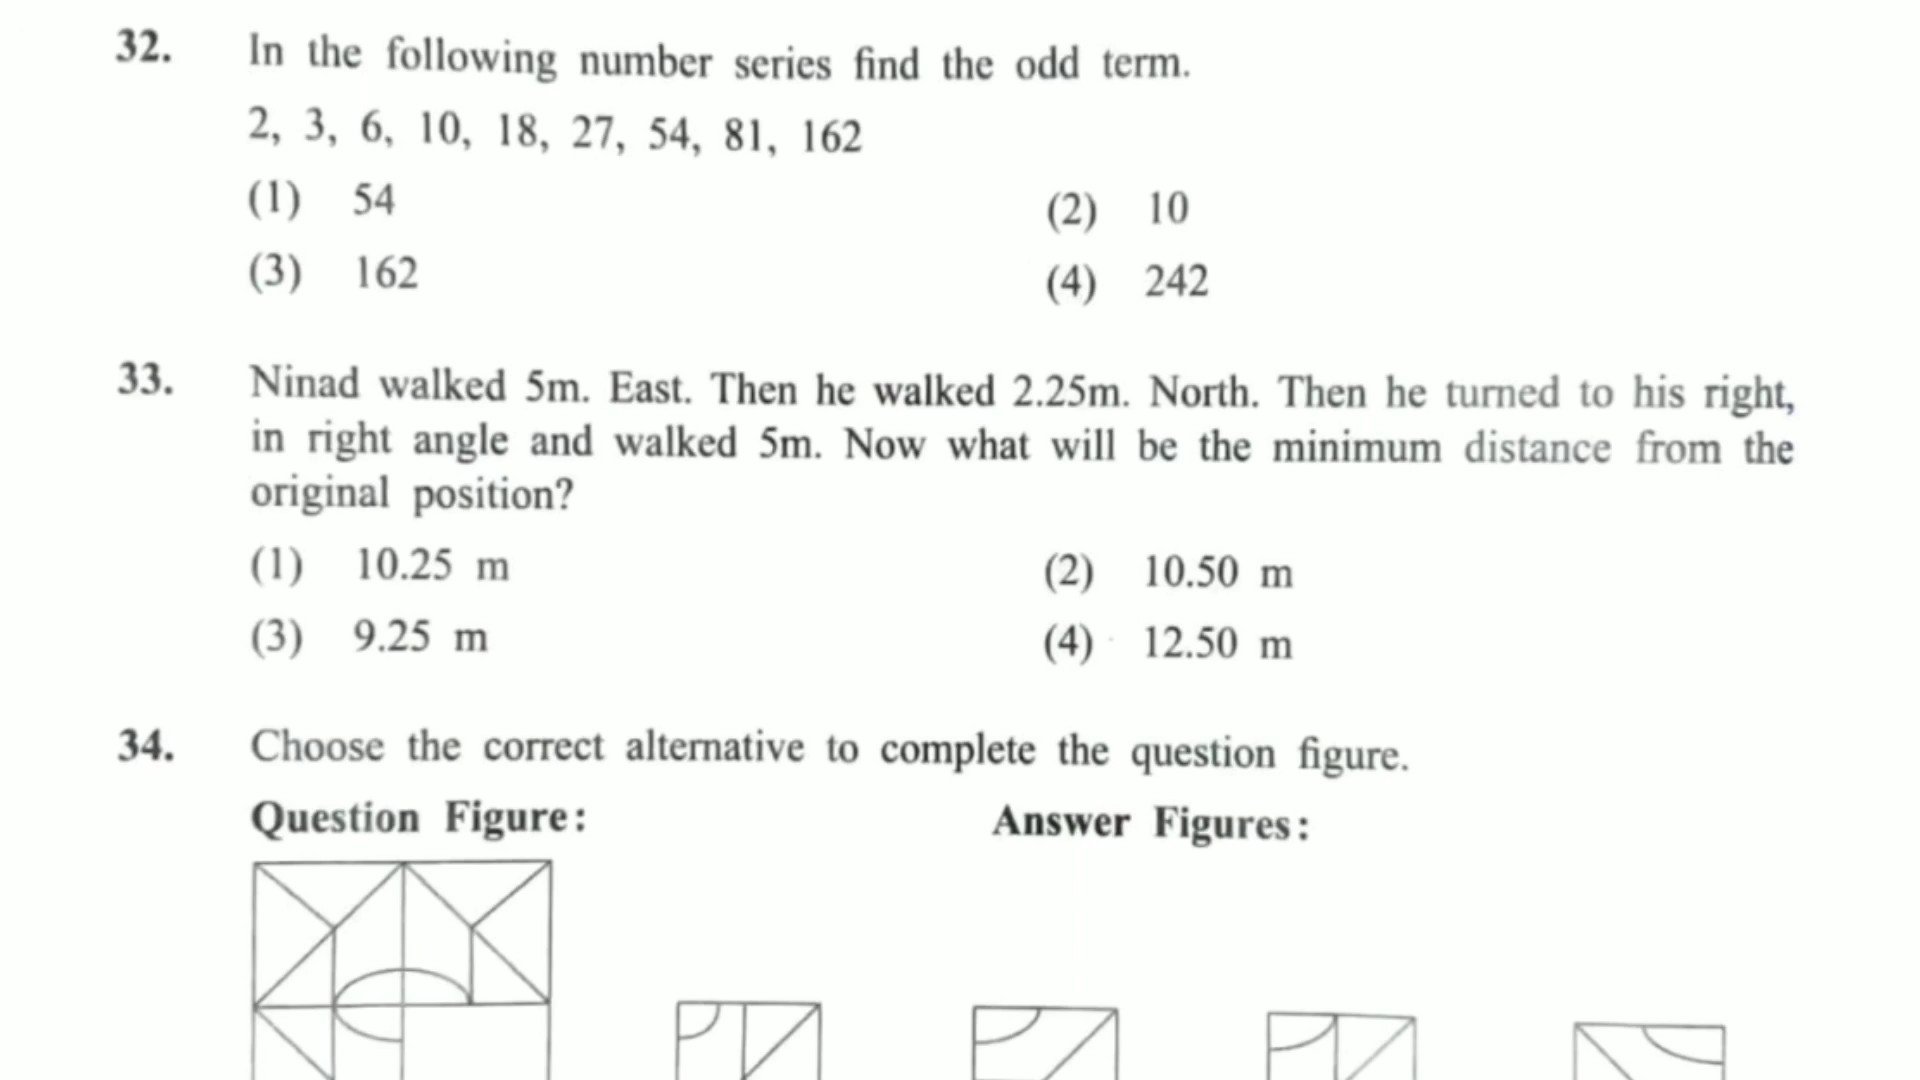 32. In the following number series find the odd term.
2, 3, 6, 10, 18, 27, 54, 81, 162
(1) 54 (2) 10
(3) 162 (4) 242
33. Ninad walked 5m. East. Then he walked 2.25m. North. Then he turned to his right,
in right angle and walked 5m. Now what will be the minimum distance from the
original position?
(1) 10.25 m (2) 10.50 m
(3) 9.25 m (4) 12.50 m
34. Choose the correct alternative to complete the question figure.
Question Figure: Answer Figures: